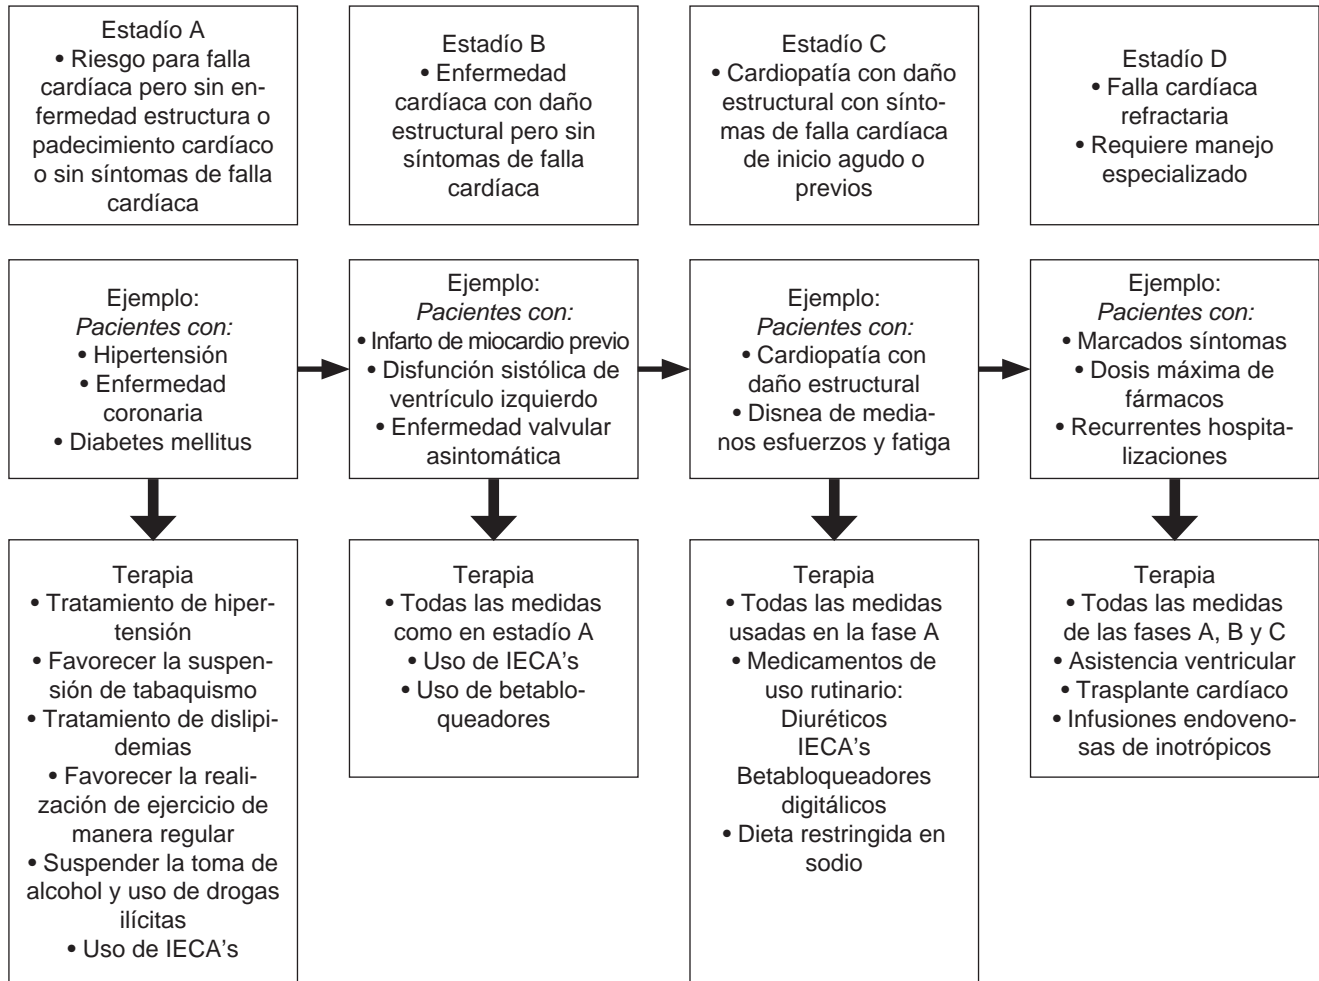 Estadío A
• Riesgo para falla
cardíaca pero sin en-
fermedad estructura o
padecimiento cardíaco
o sin síntomas de falla
cardíaca
Estadío B
• Enfermedad
cardíaca con daño
estructural pero sin
síntomas de falla
cardíaca
Estadío C
• Cardiopatía con daño
estructural con sínto-
mas de falla cardíaca
de inicio agudo o
previos
Estadío D
• Falla cardíaca
refractaria
• Requiere manejo
especializado
Ejemplo:
Pacientes con:
• Hipertensión
• Enfermedad
coronaria
• Diabetes mellitus
Ejemplo:
Pacientes con:
• Infarto de miocardio previo
• Disfunción sistólica de
ventrículo izquierdo
• Enfermedad valvular
asintomática
Ejemplo:
Pacientes con:
• Cardiopatía con
daño estructural
• Disnea de media-
nos esfuerzos y fatiga
Ejemplo:
Pacientes con:
• Marcados síntomas
• Dosis máxima de
fármacos
• Recurrentes hospita-
lizaciones
Terapia
• Tratamiento de hiper-
tensión
• Favorecer la suspen-
sión de tabaquismo
• Tratamiento de dislipi-
demias
• Favorecer la reali-
zación de ejercicio de
manera regular
• Suspender la toma de
alcohol y uso de drogas
ilícitas
• Uso de IECA's
Terapia
• Todas las medidas
como en estadío A
• Uso de IECA's
• Uso de betablo-
queadores
Terapia
• Todas las medidas
usadas en la fase A
• Medicamentos de
uso rutinario:
Diuréticos
IECA's
Betabloqueadores
digitálicos
• Dieta restringida en
sodio
Terapia
• Todas las medidas
de las fases A, B y C
• Asistencia ventricular
• Trasplante cardíaco
• Infusiones endoveno-
sas de inotrópicos